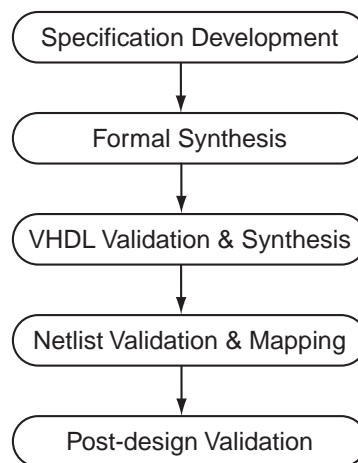 Specification Development
Formal Synthesis
VHDL Validation & Synthesis
Netlist Validation & Mapping
Post-design Validation